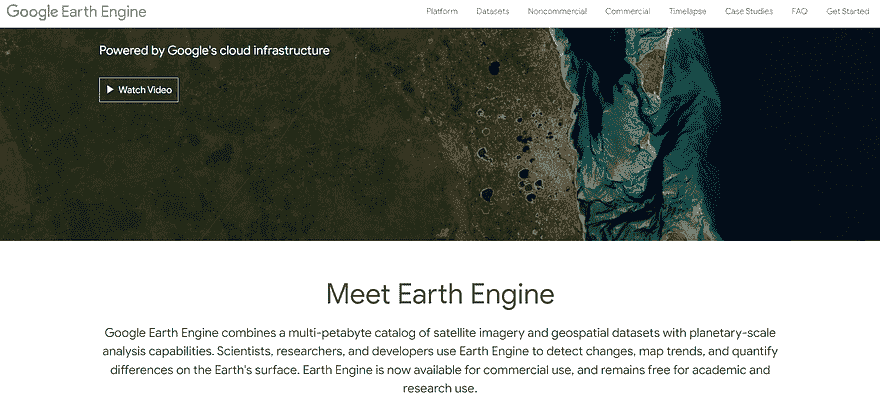 Google Earth Engine
Platform Datasets Noncommercial Commercial Timelapse Case Studies FAQ Get Started
Powered by Google's cloud infrastructure
Watch Video
Meet Earth Engine
Google Earth Engine combines a multi-petabyte catalog of satellite imagery and geospatial datasets with planetary-scale
analysis capabilities. Scientists, researchers, and developers use Earth Engine to detect changes, map trends, and quantify
differences on the Earth's surface. Earth Engine is now available for commercial use, and remains free for academic and
research use.